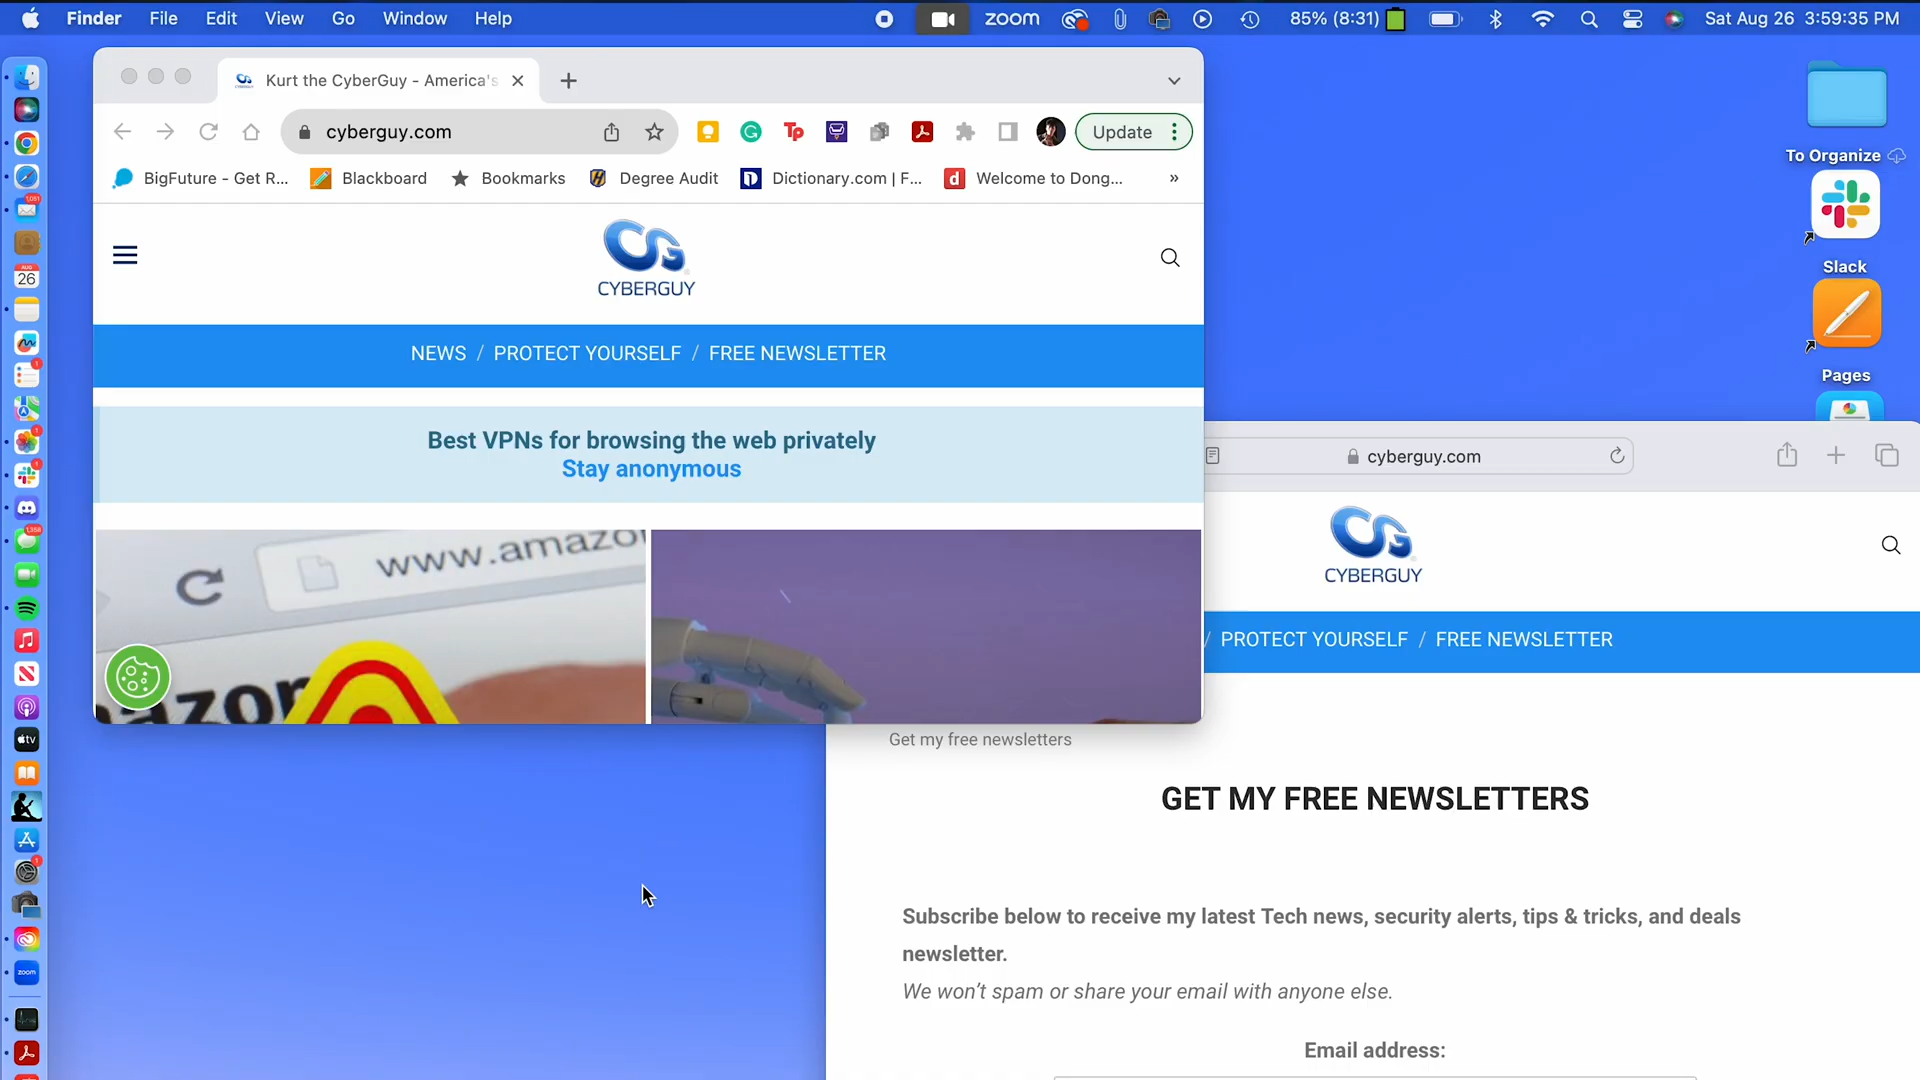 Finder File Edit View Go Window Help
zoom 85% (8:31) Sat Aug 26 3:59:35 PM
Kurt the CyberGuy - America's
cyberguy.com
Update
BigFuture - Get R... Blackboard Bookmarks Degree Audit Dictionary.com | F... Welcome to Dong... »
CYBERGUY
NEWS / PROTECT YOURSELF / FREE NEWSLETTER
Best VPNs for browsing the web privately
Stay anonymous
www.amazo
azon
To Organize
Slack
Pages
cyberguy.com
CYBERGUY
/ PROTECT YOURSELF / FREE NEWSLETTER
Get my free newsletters
GET MY FREE NEWSLETTERS
Subscribe below to receive my latest Tech news, security alerts, tips & tricks, and deals
newsletter.
We won't spam or share your email with anyone else.
Email address:
AUG
26
tv
zoom